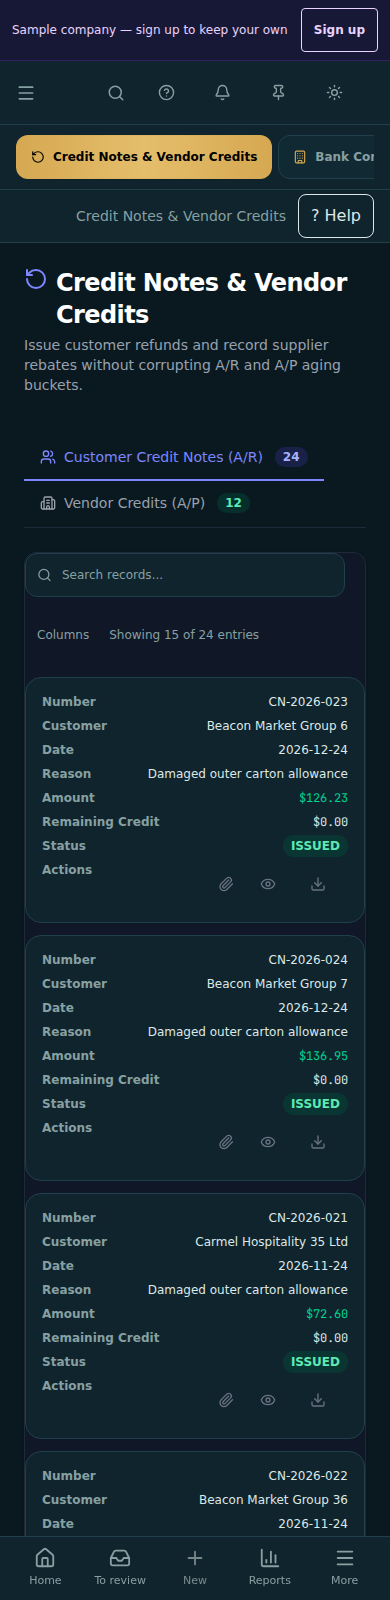 Sample company — sign up to keep your own
Sign up
Credit Notes & Vendor Credits
Bank Cor
Credit Notes & Vendor Credits
? Help
Credit Notes & Vendor
Credits
Issue customer refunds and record supplier
rebates without corrupting A/R and A/P aging
buckets.
Customer Credit Notes (A/R) 24
Vendor Credits (A/P) 12
Search records...
Columns Showing 15 of 24 entries
Number CN-2026-023
Customer Beacon Market Group 6
Date 2026-12-24
Reason Damaged outer carton allowance
Amount $126.23
Remaining Credit $0.00
Status ISSUED
Actions
Number CN-2026-024
Customer Beacon Market Group 7
Date 2026-12-24
Reason Damaged outer carton allowance
Amount $136.95
Remaining Credit $0.00
Status ISSUED
Actions
Number CN-2026-021
Customer Carmel Hospitality 35 Ltd
Date 2026-11-24
Reason Damaged outer carton allowance
Amount $72.60
Remaining Credit $0.00
Status ISSUED
Actions
Number CN-2026-022
Customer Beacon Market Group 36
Date 2026-11-24
Home To review New Reports More